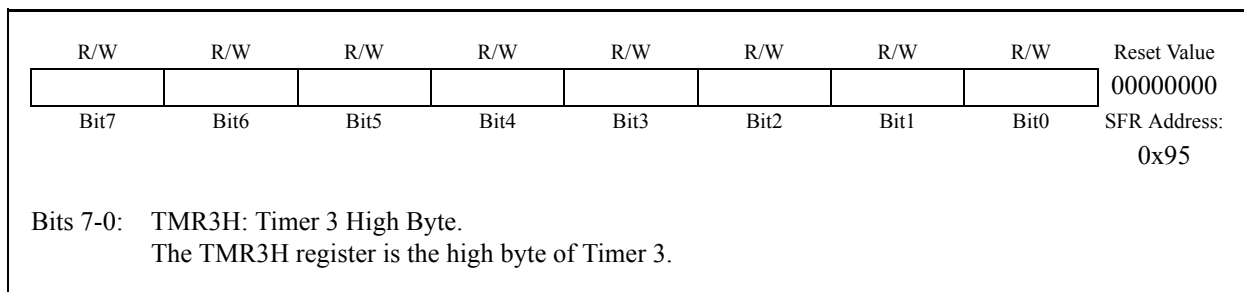 R/W R/W R/W R/W R/W R/W R/W R/W Reset Value
00000000
Bit7 Bit6 Bit5 Bit4 Bit3 Bit2 Bit1 Bit0 SFR Address:
0x95
Bits 7-0: TMR3H: Timer 3 High Byte.
The TMR3H register is the high byte of Timer 3.